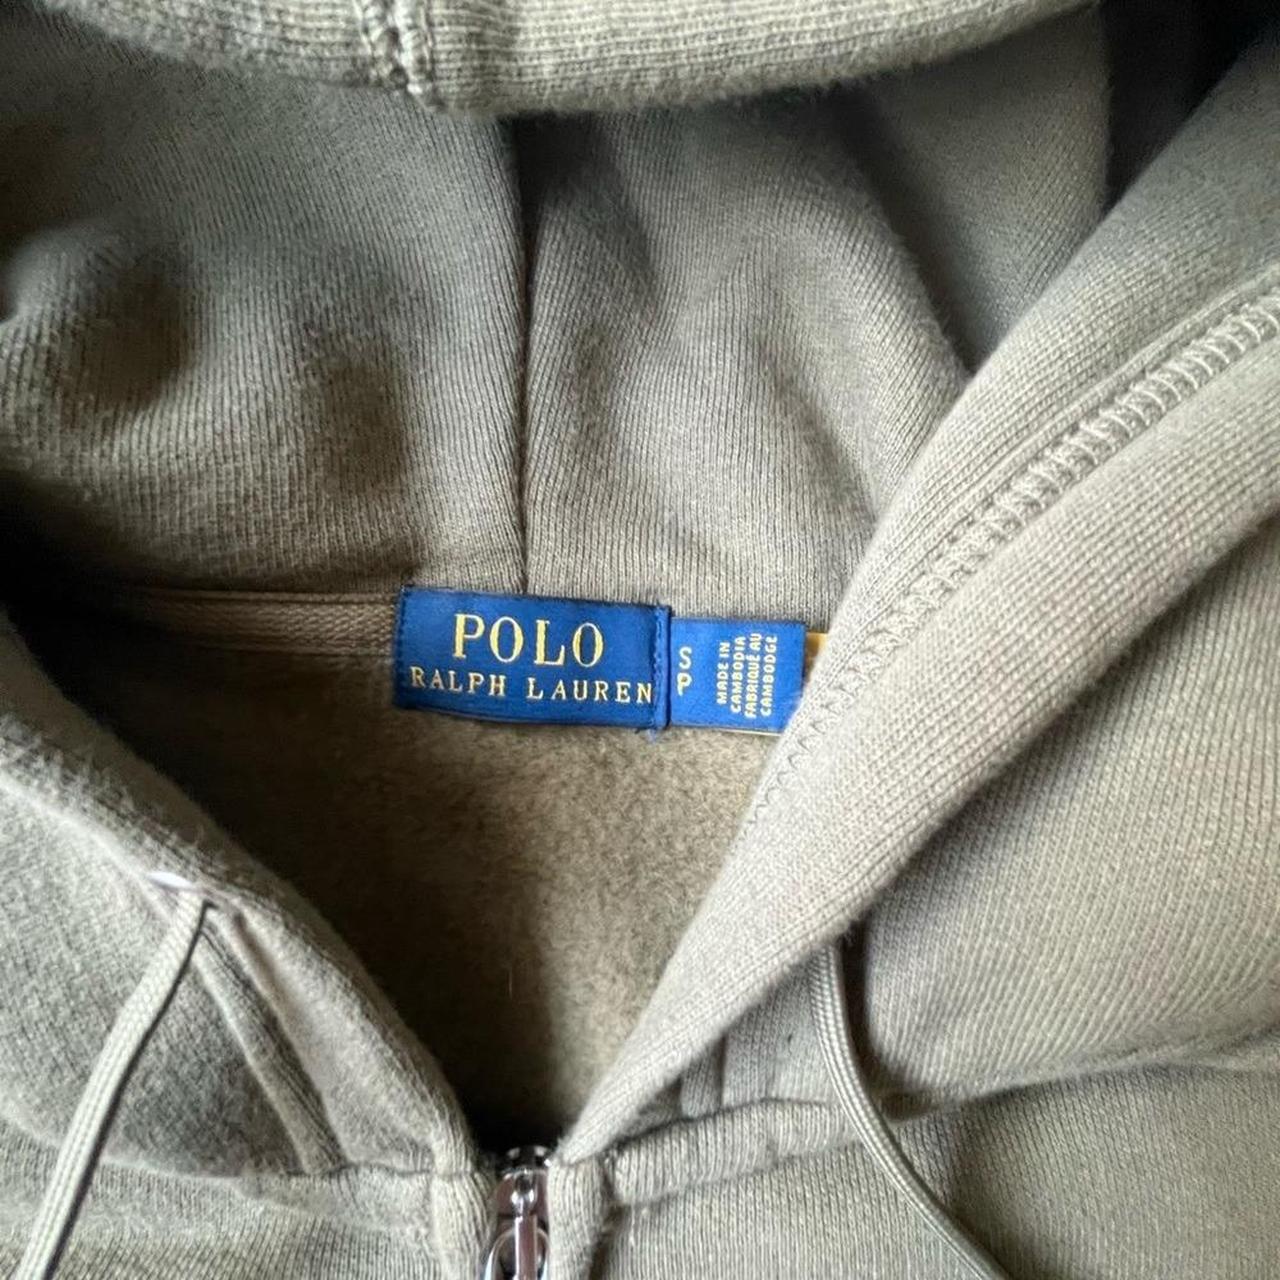 POLO
RALPH LAUREN
S
P
MADE IN
CAMBODIA
FABRIQUÉ AU
CAMBODGE